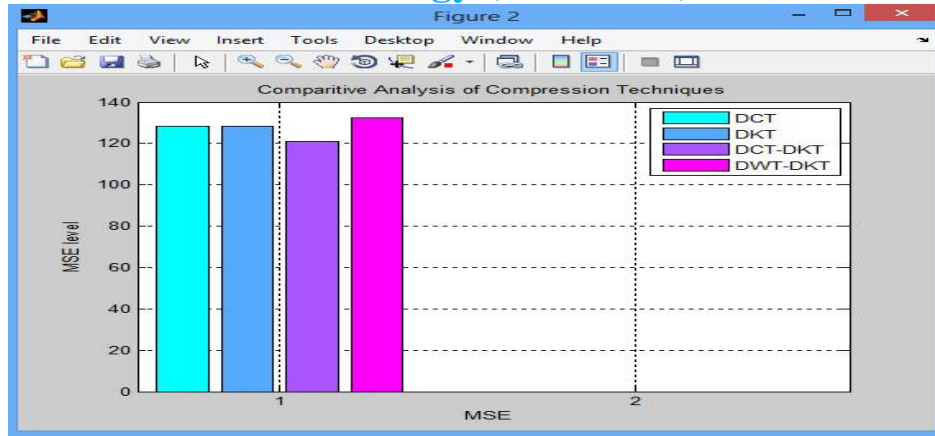 Figure 2
File Edit View Insert Tools Desktop Window Help
Comparitive Analysis of Compression Techniques
140
120
100
80
60
40
20
0
MSE level
DCT
DKT
DCT-DKT
DWT-DKT
1 2
MSE